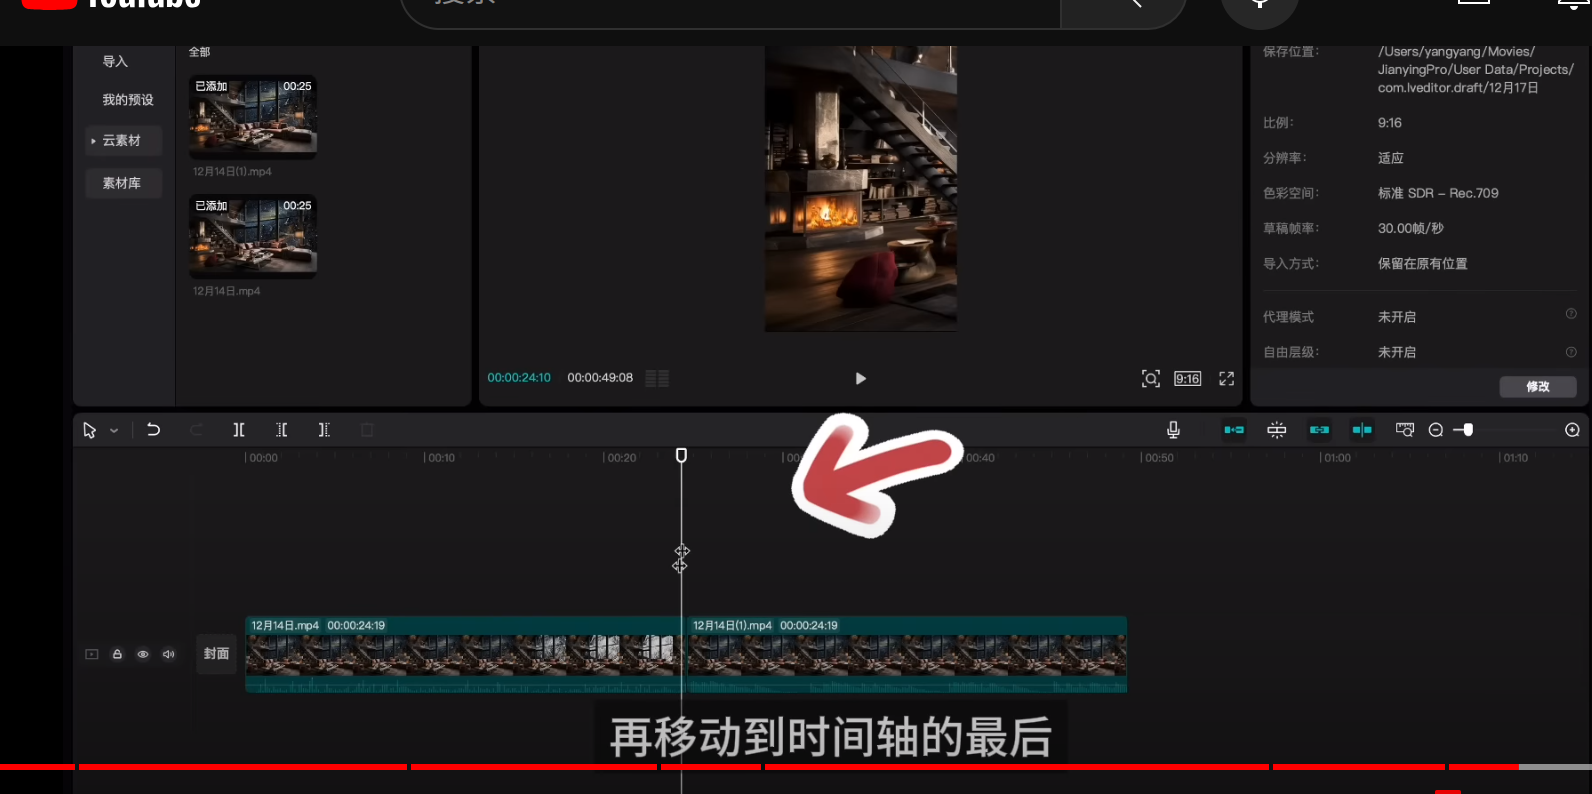 YouTube
搜索
导入
全部
已添加 00:25
我的预设
云素材
12月14日(1).mp4
素材库
已添加 00:25
12月14日.mp4
保存位置: /Users/yangyang/Movies/
JianyingPro/User Data/Projects/
com.lveditor.draft/12月17日
比例: 9:16
分辨率: 适应
色彩空间: 标准 SDR – Rec.709
草稿帧率: 30.00帧/秒
导入方式: 保留在原有位置
代理模式 未开启
自由层级: 未开启
修改
00:00:24:10 00:00:49:08
9:16
00:00 00:10 00:20 00:40 00:50 01:00 01:10
12月14日.mp4 00:00:24:19 12月14日(1).mp4 00:00:24:19
封面
再移动到时间轴的最后